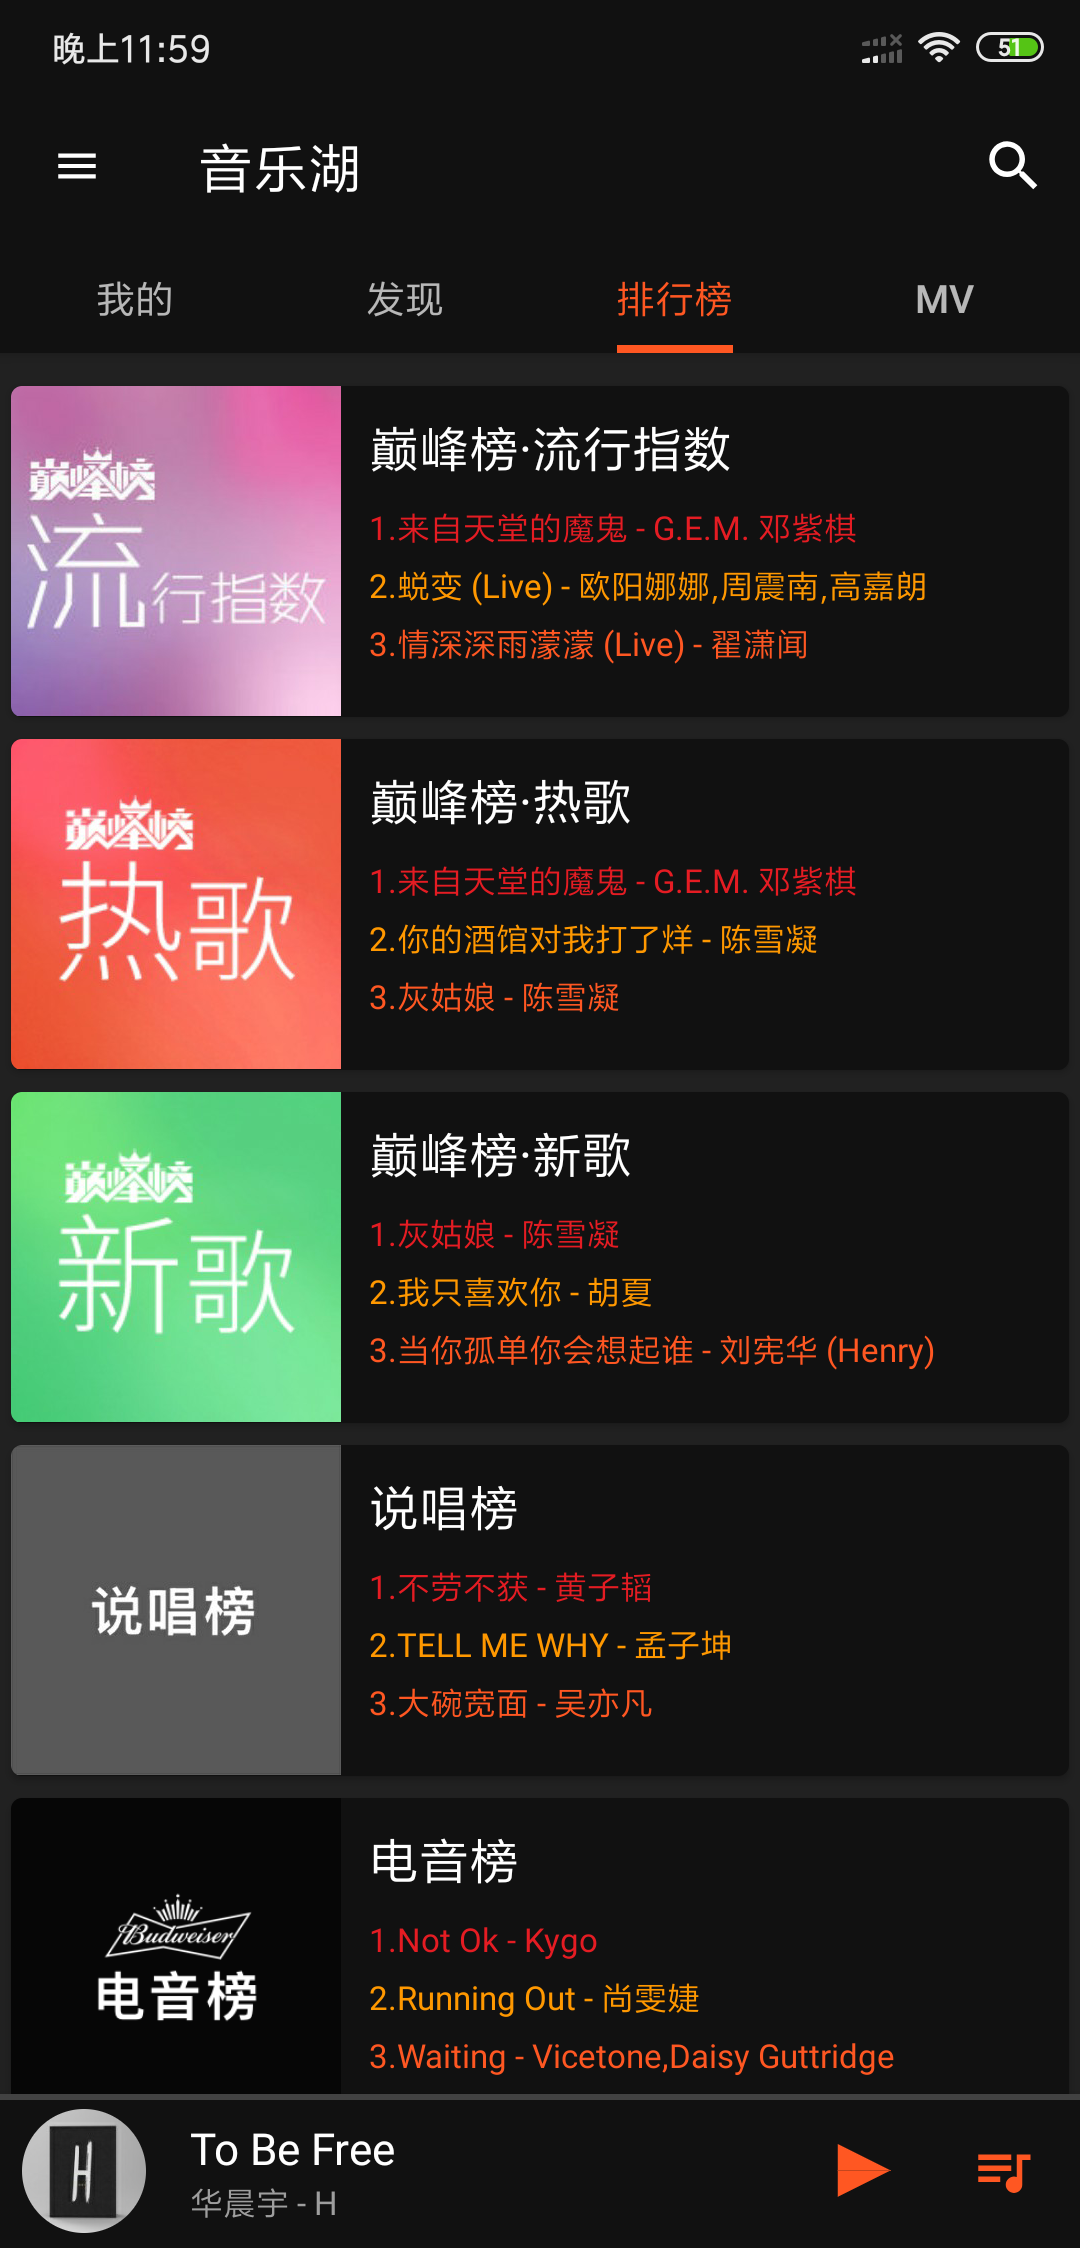 晚上11:59
51
音乐湖
我的 发现 排行榜 MV
巅峰榜
流行指数
巅峰榜·流行指数
1.来自天堂的魔鬼 - G.E.M. 邓紫棋
2.蜕变 (Live) - 欧阳娜娜,周震南,高嘉朗
3.情深深雨濛濛 (Live) - 翟潇闻
巅峰榜
热歌
巅峰榜·热歌
1.来自天堂的魔鬼 - G.E.M. 邓紫棋
2.你的酒馆对我打了烊 - 陈雪凝
3.灰姑娘 - 陈雪凝
巅峰榜
新歌
巅峰榜·新歌
1.灰姑娘 - 陈雪凝
2.我只喜欢你 - 胡夏
3.当你孤单你会想起谁 - 刘宪华 (Henry)
说唱榜
说唱榜
1.不劳不获 - 黄子韬
2.TELL ME WHY - 孟子坤
3.大碗宽面 - 吴亦凡
Budweiser
电音榜
电音榜
1.Not Ok - Kygo
2.Running Out - 尚雯婕
3.Waiting - Vicetone,Daisy Guttridge
H
To Be Free
华晨宇 - H